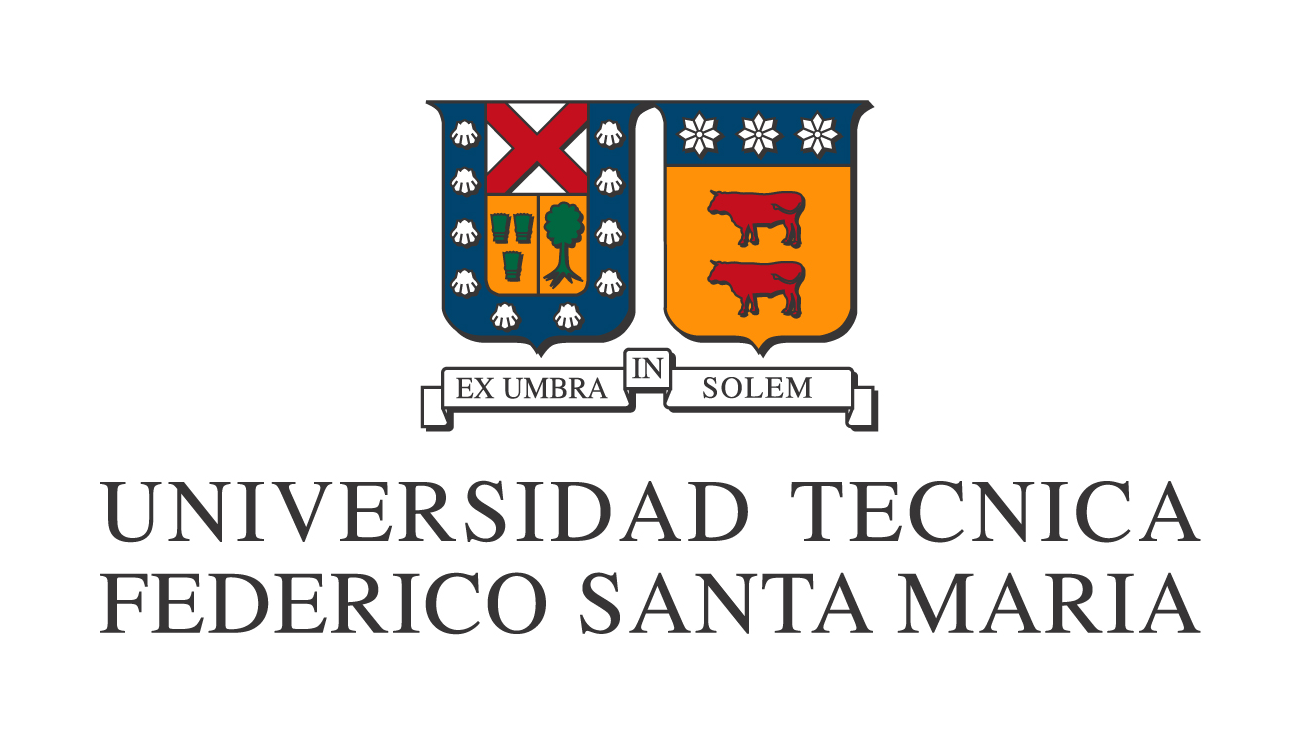 EX UMBRA IN SOLEM
UNIVERSIDAD TECNICA
FEDERICO SANTA MARIA